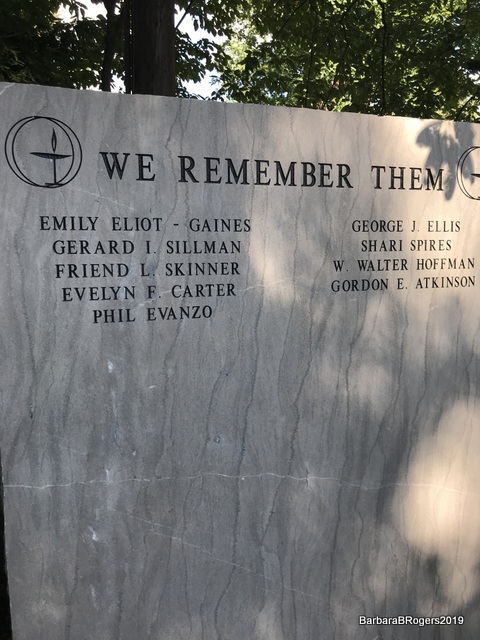 WE REMEMBER THEM
EMILY ELIOT - GAINES
GERARD I. SILLMAN
FRIEND L. SKINNER
EVELYN F. CARTER
PHIL EVANZO
GEORGE J. ELLIS
SHARI SPIRES
W. WALTER HOFFMAN
GORDON E. ATKINSON
BarbaraBRogers2019